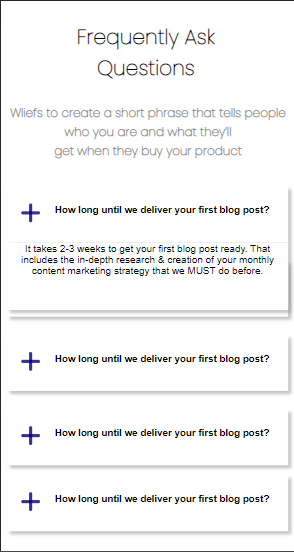 Frequently Ask
Questions
Wliefs to create a short phrase that tells people
who you are and what they'll
get when they buy your product
How long until we deliver your first blog post?
It takes 2-3 weeks to get your first blog post ready. That
includes the in-depth research & creation of your monthly
content marketing strategy that we MUST do before.
How long until we deliver your first blog post?
How long until we deliver your first blog post?
How long until we deliver your first blog post?